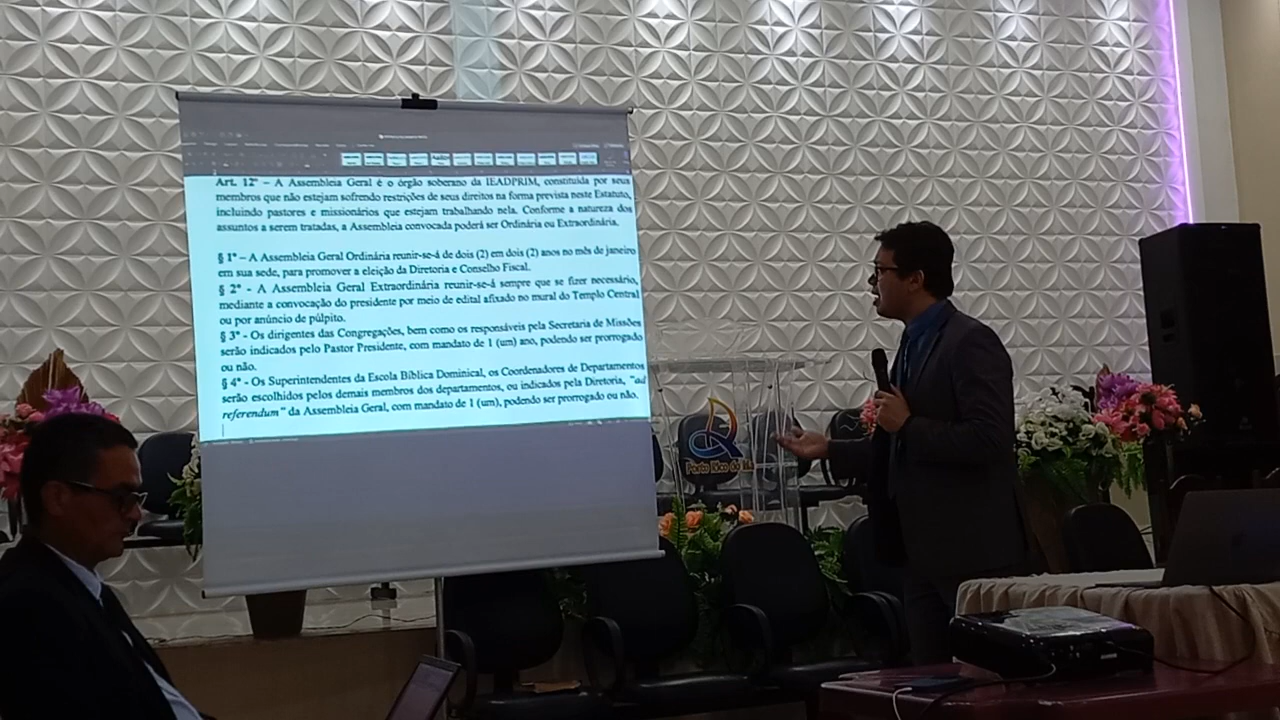 Art. 12º – A Assembleia Geral é o órgão soberano da IEADPRIM, constituída por seus
membros que não estejam sofrendo restrições de seus direitos na forma prevista neste Estatuto,
incluindo pastores e missionários que estejam trabalhando nela. Conforme a natureza dos
assuntos a serem tratadas, a Assembleia convocada poderá ser Ordinária ou Extraordinária.
§ 1º – A Assembleia Geral Ordinária reunir-se-á de dois (2) em dois (2) anos no mês de janeiro
em sua sede, para promover a eleição da Diretoria e Conselho Fiscal.
§ 2º - A Assembleia Geral Extraordinária reunir-se-á sempre que se fizer necessário,
mediante a convocação do presidente por meio de edital afixado no mural do Templo Central
ou por anúncio de púlpito.
§ 3º - Os dirigentes das Congregações, bem como os responsáveis pela Secretaria de Missões
serão indicados pelo Pastor Presidente, com mandato de 1 (um) ano, podendo ser prorrogado
ou não.
§ 4º - Os Superintendentes da Escola Bíblica Dominical, os Coordenadores de Departamentos
serão escolhidos pelos demais membros dos departamentos, ou indicados pela Diretoria, "ad
referendum" da Assembleia Geral, com mandato de 1 (um), podendo ser prorrogado ou não.
Porto Rico do